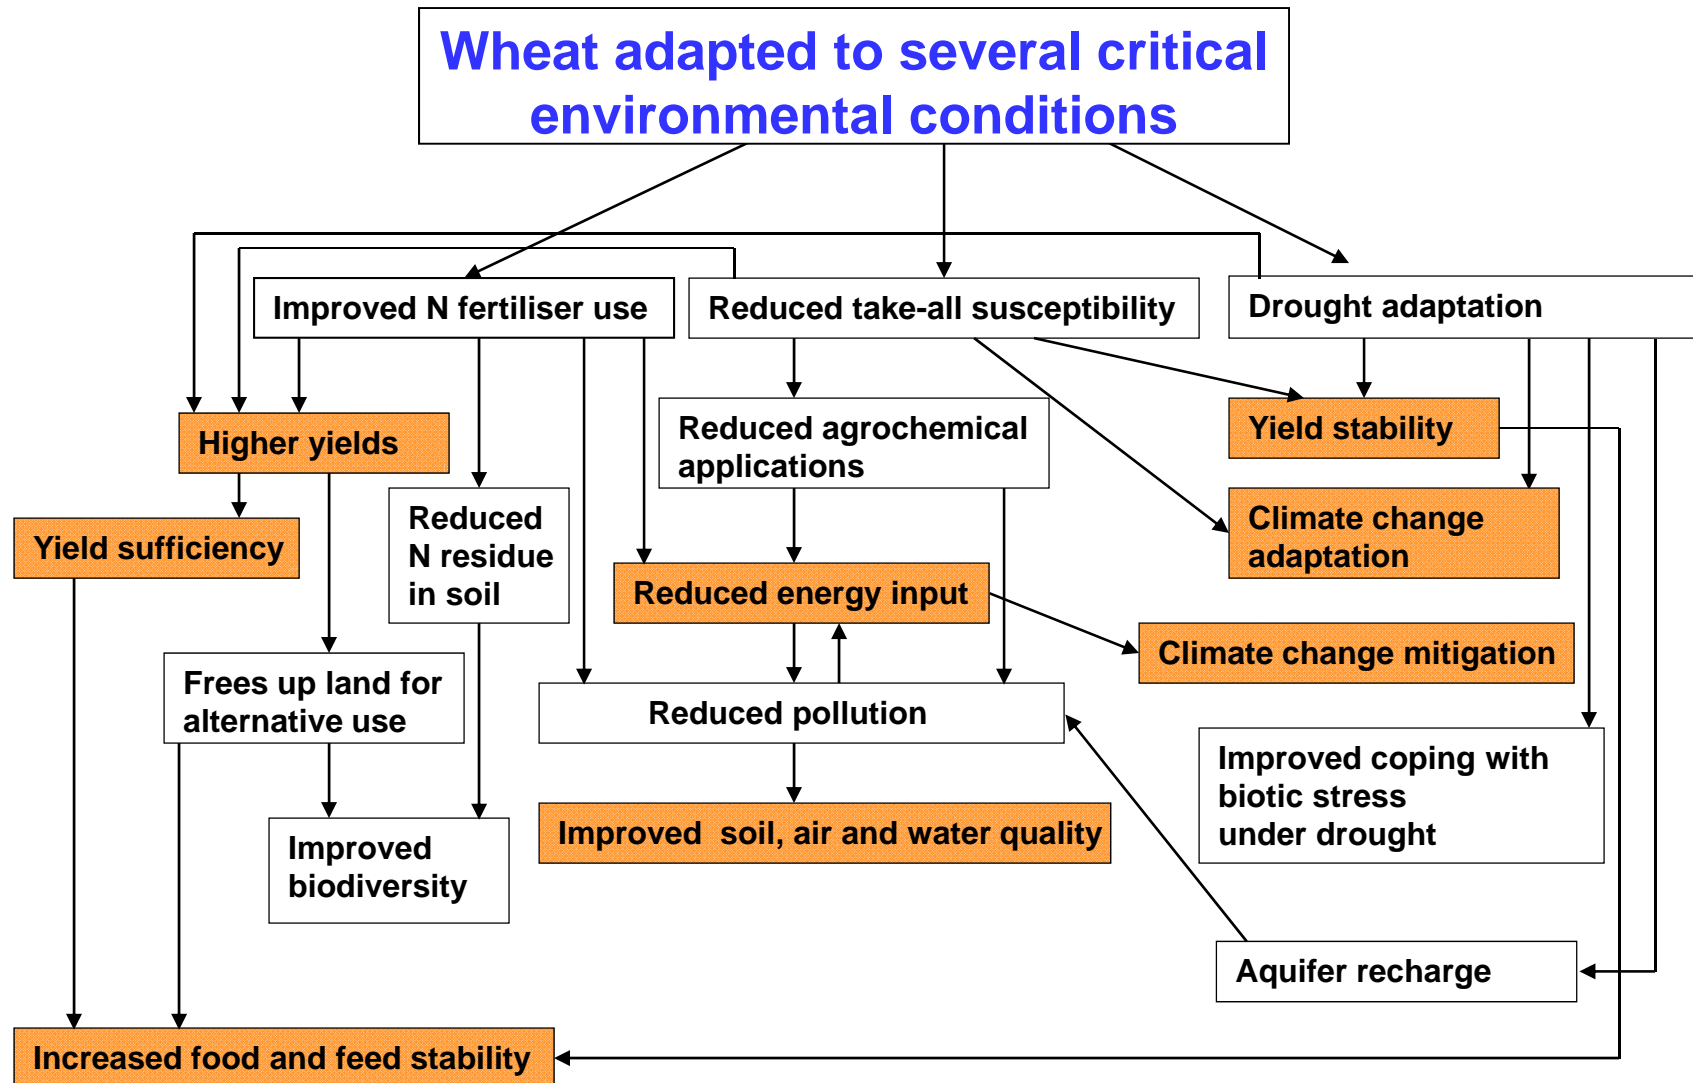 Wheat adapted to several critical
environmental conditions
Improved N fertiliser use
Reduced take-all susceptibility
Drought adaptation
Higher yields
Reduced agrochemical
applications
Yield stability
Yield sufficiency
Reduced
N residue
in soil
Climate change
adaptation
Reduced energy input
Climate change mitigation
Frees up land for
alternative use
Reduced pollution
Improved coping with
biotic stress
under drought
Improved  soil, air and water quality
Improved
biodiversity
Aquifer recharge
Increased food and feed stability